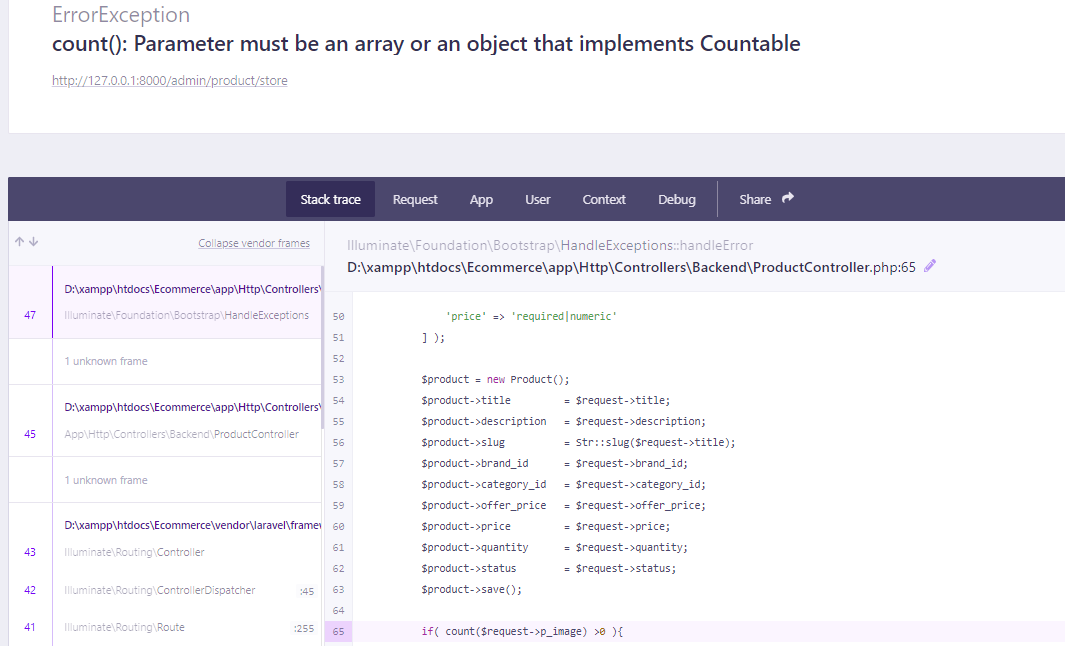 ErrorException
count(): Parameter must be an array or an object that implements Countable
http://127.0.0.1:8000/admin/product/store
Stack trace
Request
App
User
Context
Debug
Share
Collapse vendor frames
D:\xampp\htdocs\Ecommerce\app\Http\Controllers\
47
Illuminate\Foundation\Bootstrap\HandleExceptions
1 unknown frame
D:\xampp\htdocs\Ecommerce\app\Http\Controllers\
45
App\Http\Controllers\Backend\ProductController
1 unknown frame
D:\xampp\htdocs\Ecommerce\vendor\laravel\frame
43 Illuminate\Routing\Controller
42 Illuminate\Routing\ControllerDispatcher :45
41 Illuminate\Routing\Route :255
Illuminate\Foundation\Bootstrap\HandleExceptions::handleError
D:\xampp\htdocs\Ecommerce\app\Http\Controllers\Backend\ProductController.php:65
50 'price' => 'required|numeric'
51 ] );
52
53 $product = new Product();
54 $product->title = $request->title;
55 $product->description = $request->description;
56 $product->slug = Str::slug($request->title);
57 $product->brand_id = $request->brand_id;
58 $product->category_id = $request->category_id;
59 $product->offer_price = $request->offer_price;
60 $product->price = $request->price;
61 $product->quantity = $request->quantity;
62 $product->status = $request->status;
63 $product->save();
64
65 if( count($request->p_image) >0 ){